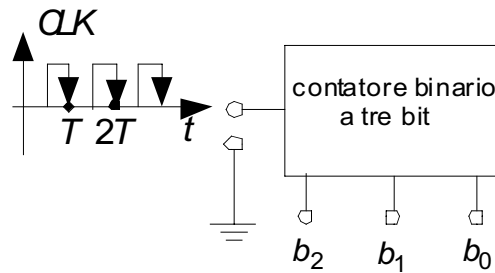 CLK
contatore binario
a tre bit
T 2T t
b2 b1 b0